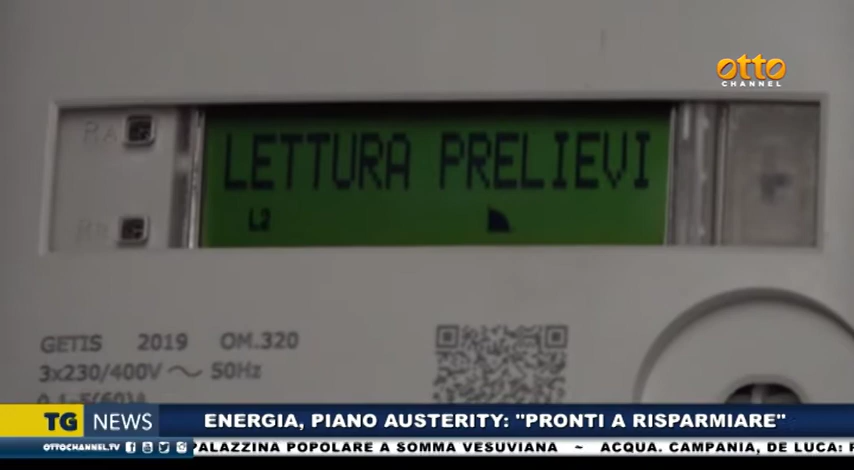 otto
CHANNEL
RA
LETTURA PRELIEVI
L2
GETIS 2019 OM.320
3x230/400V ~ 50Hz
TG NEWS
ENERGIA, PIANO AUSTERITY: "PRONTI A RISPARMIARE"
OTTOCHANNEL.TV
PALAZZINA POPOLARE A SOMMA VESUVIANA ~ ACQUA. CAMPANIA, DE LUCA: